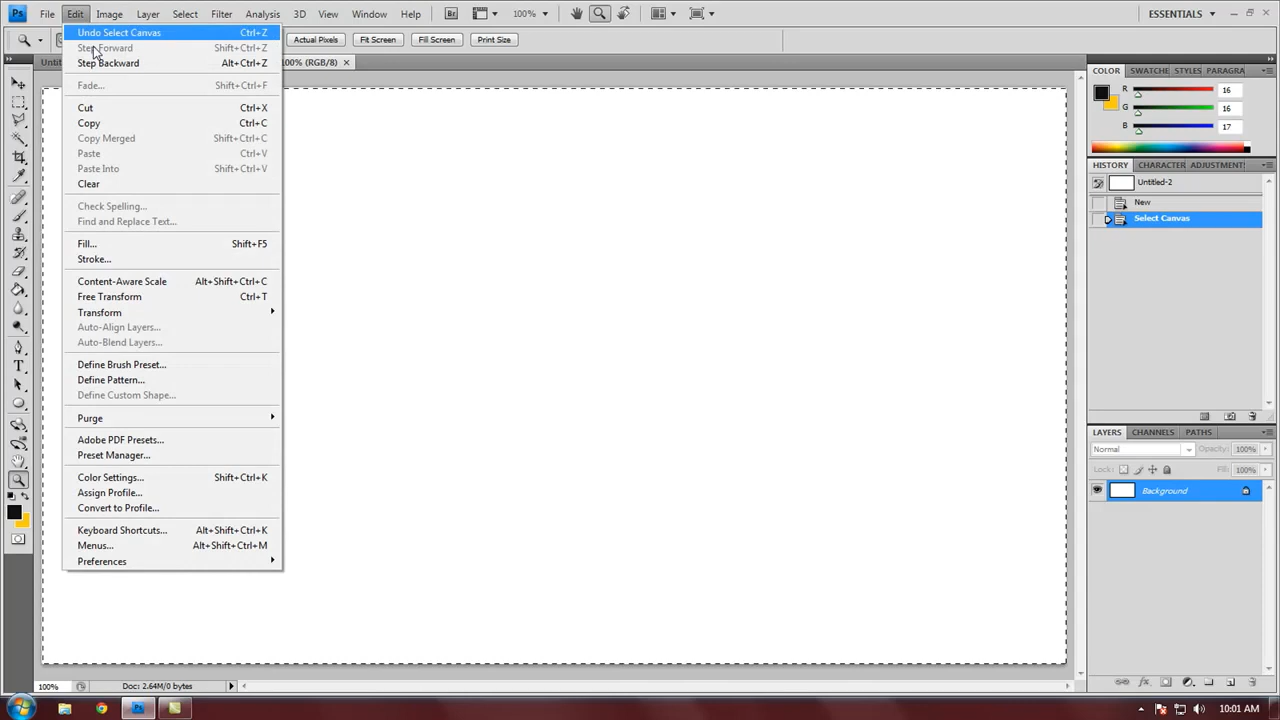 Ps File Edit Image Layer Select Filter Analysis 3D View Window Help Br 100% ESSENTIALS
Actual Pixels Fit Screen Fill Screen Print Size
100% (RGB/8)
Undo Select Canvas Ctrl+Z
Step Forward Shift+Ctrl+Z
Step Backward Alt+Ctrl+Z
Fade... Shift+Ctrl+F
Cut Ctrl+X
Copy Ctrl+C
Copy Merged Shift+Ctrl+C
Paste Ctrl+V
Paste Into Shift+Ctrl+V
Clear
Check Spelling...
Find and Replace Text...
Fill... Shift+F5
Stroke...
Content-Aware Scale Alt+Shift+Ctrl+C
Free Transform Ctrl+T
Transform
Auto-Align Layers...
Auto-Blend Layers...
Define Brush Preset...
Define Pattern...
Define Custom Shape...
Purge
Adobe PDF Presets...
Preset Manager...
Color Settings... Shift+Ctrl+K
Assign Profile...
Convert to Profile...
Keyboard Shortcuts... Alt+Shift+Ctrl+K
Menus... Alt+Shift+Ctrl+M
Preferences
COLOR SWATCHE STYLES PARAGRA
R 16
G 16
B 17
HISTORY CHARACTER ADJUSTMENT
Untitled-2
New
Select Canvas
LAYERS CHANNELS PATHS
Normal Opacity: 100%
Lock: Fill: 100%
Background
100% Doc: 2.64M/0 bytes
Ps 10:01 AM